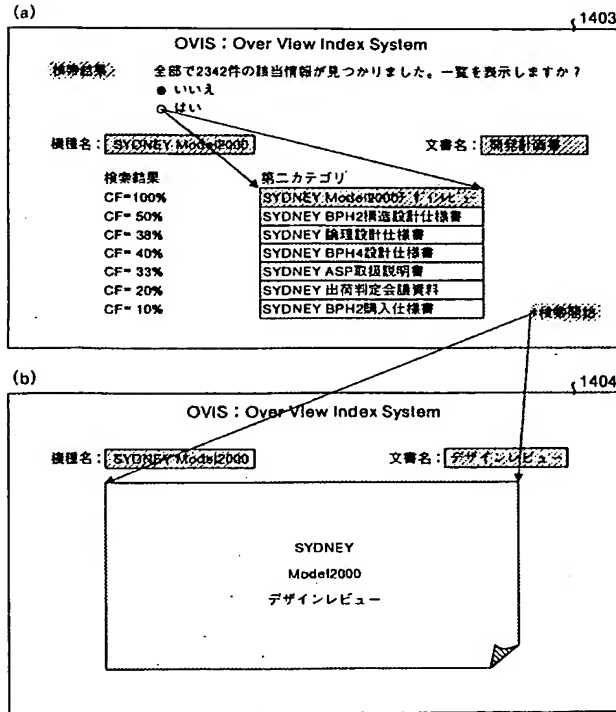 (a)
1403
OVIS：Over View Index System
検索結果 全部で2342件の該当情報が見つかりました。一覧を表示しますか？
● いいえ
○ はい
機種名： SYDNEY Model2000 文書名： 開発計画書
検索結果 第二カテゴリ
CF=100% SYDNEY Model2000デザインレビュー
CF= 50% SYDNEY BPH2構造設計仕様書
CF= 38% SYDNEY 論理設計仕様書
CF= 40% SYDNEY BPH4設計仕様書
CF= 33% SYDNEY ASP取扱説明書
CF= 20% SYDNEY 出荷判定会議資料
CF= 10% SYDNEY BPH2購入仕様書
検索開始
(b)
1404
OVIS：Over View Index System
機種名： SYDNEY Model2000 文書名： デザインレビュー
SYDNEY
Model2000
デザインレビュー